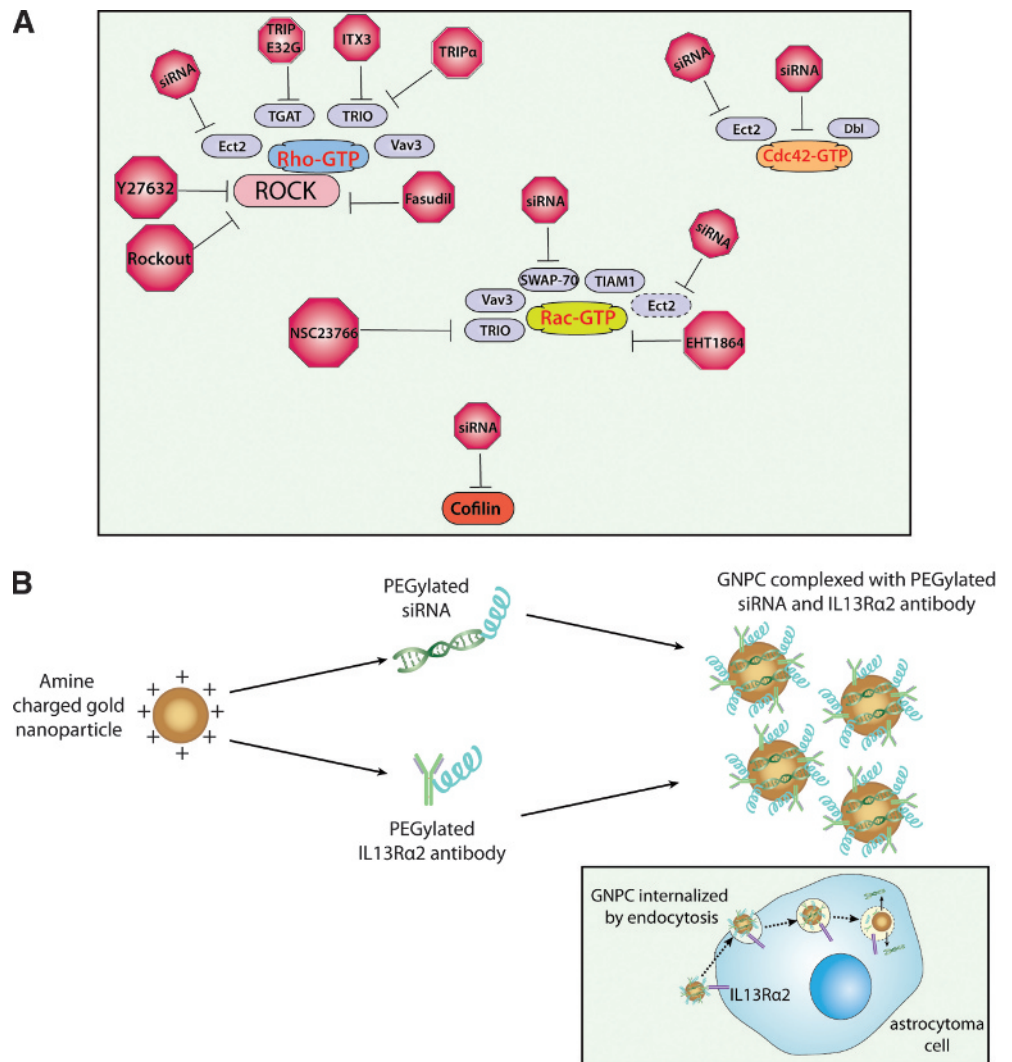 A
TRIP
E32G
ITX3
TRIPα
siRNA
siRNA
siRNA
TGAT
TRIO
Ect2
Vav3
Rho-GTP
ROCK
Ect2
Dbl
Cdc42-GTP
Y27632
Rockout
Fasudil
siRNA
siRNA
SWAP-70
TIAM1
Vav3
Ect2
Rac-GTP
TRIO
NSC23766
EHT1864
siRNA
Cofilin
B
PEGylated
siRNA
GNPC complexed with PEGylated
siRNA and IL13Rα2 antibody
Amine
charged gold
nanoparticle
+ + + + + + + +
PEGylated
IL13Rα2 antibody
GNPC internalized
by endocytosis
IL13Rα2
astrocytoma
cell